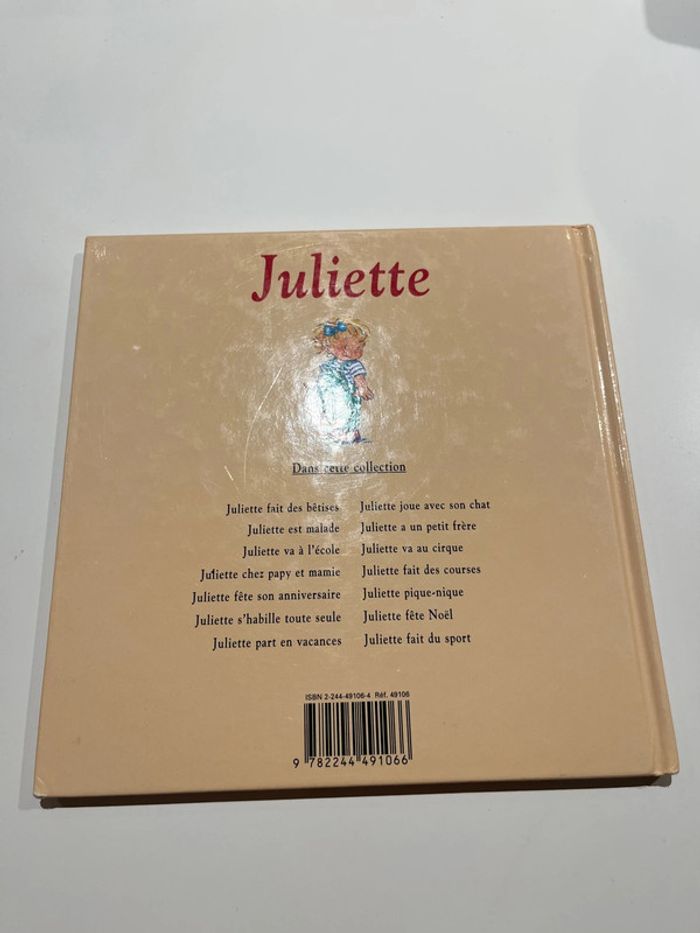 Juliette
Dans cette collection
Juliette fait des bêtises
Juliette est malade
Juliette va à l'école
Juliette chez papy et mamie
Juliette fête son anniversaire
Juliette s'habille toute seule
Juliette part en vacances
Juliette joue avec son chat
Juliette a un petit frère
Juliette va au cirque
Juliette fait des courses
Juliette pique-nique
Juliette fête Noël
Juliette fait du sport
ISBN 2-244-49106-4 Réf. 49106
9 782244 491066